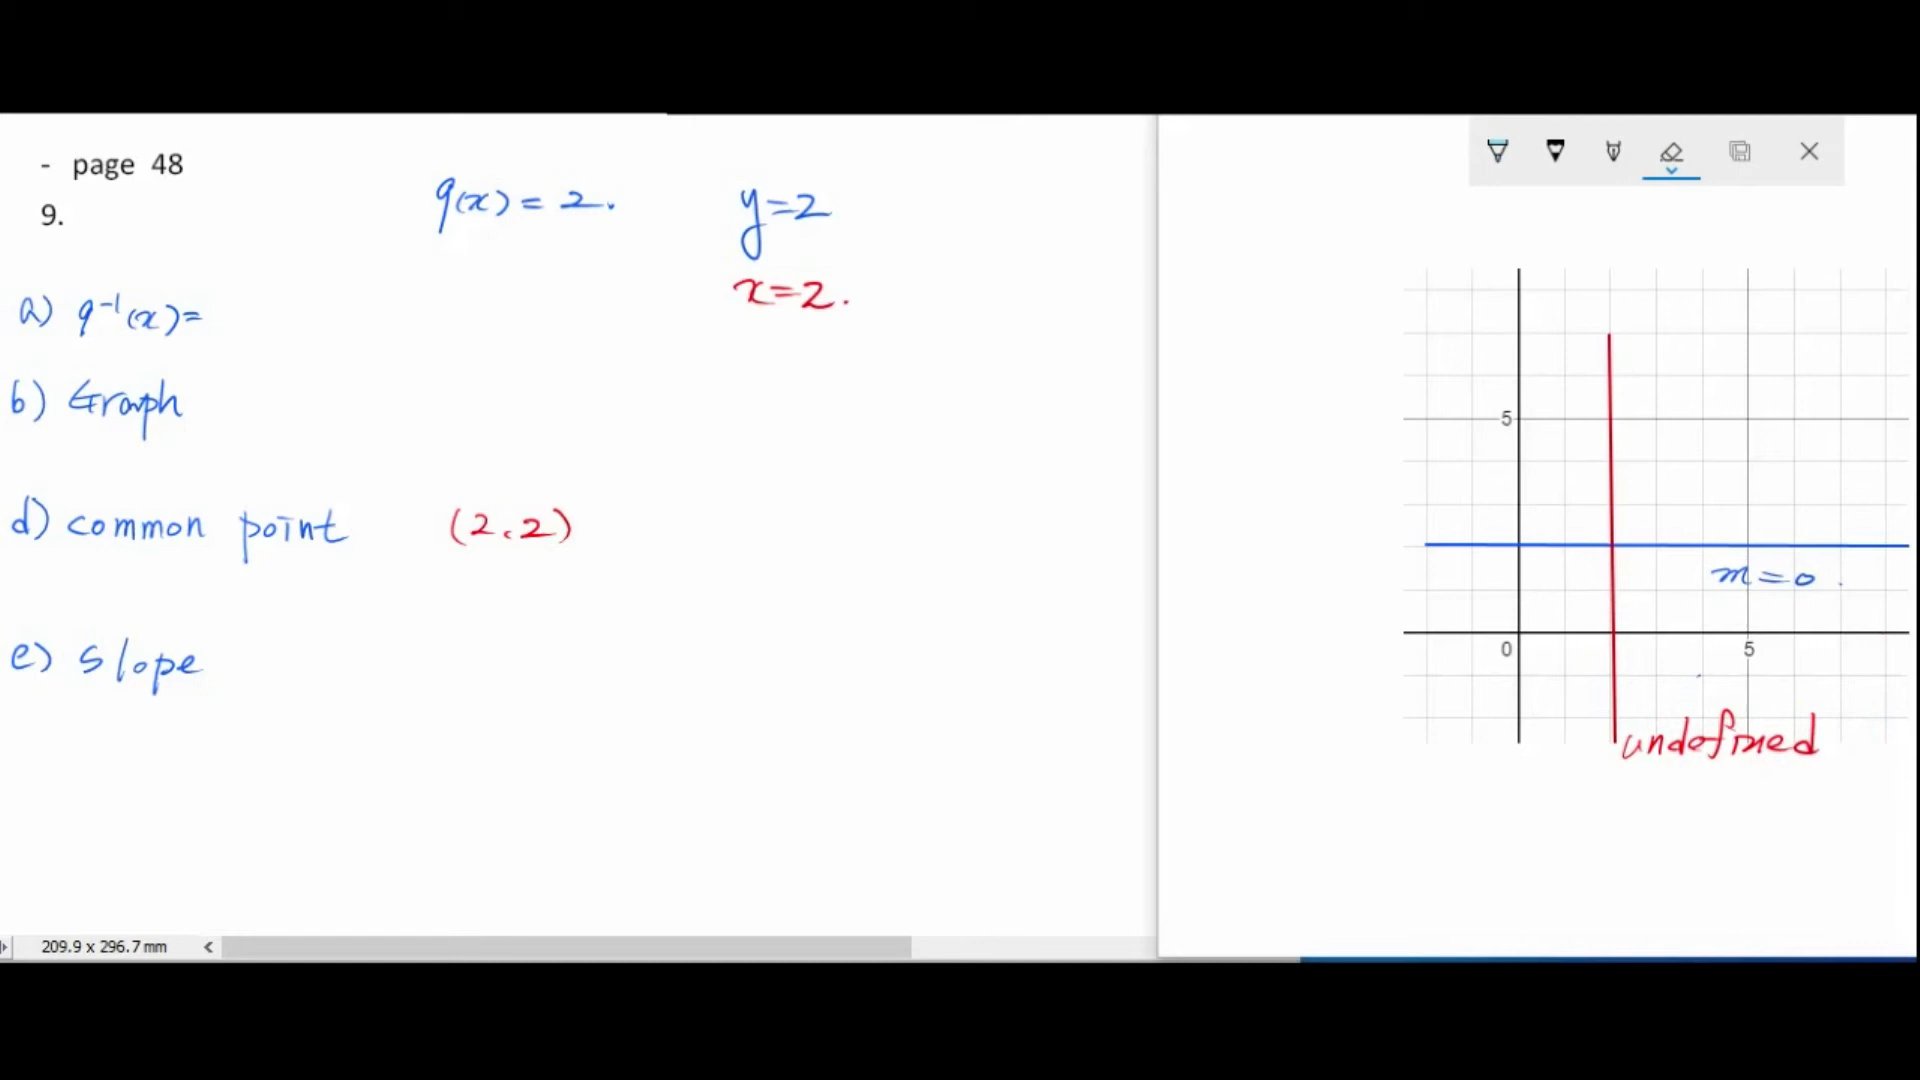 - page 48
9.
q(x) = 2.
y=2
x=2.
a) q⁻¹(x)=
b) Graph
d) common point (2.2)
e) slope
5
m=0.
0
5
undefined
209.9 x 296.7 mm